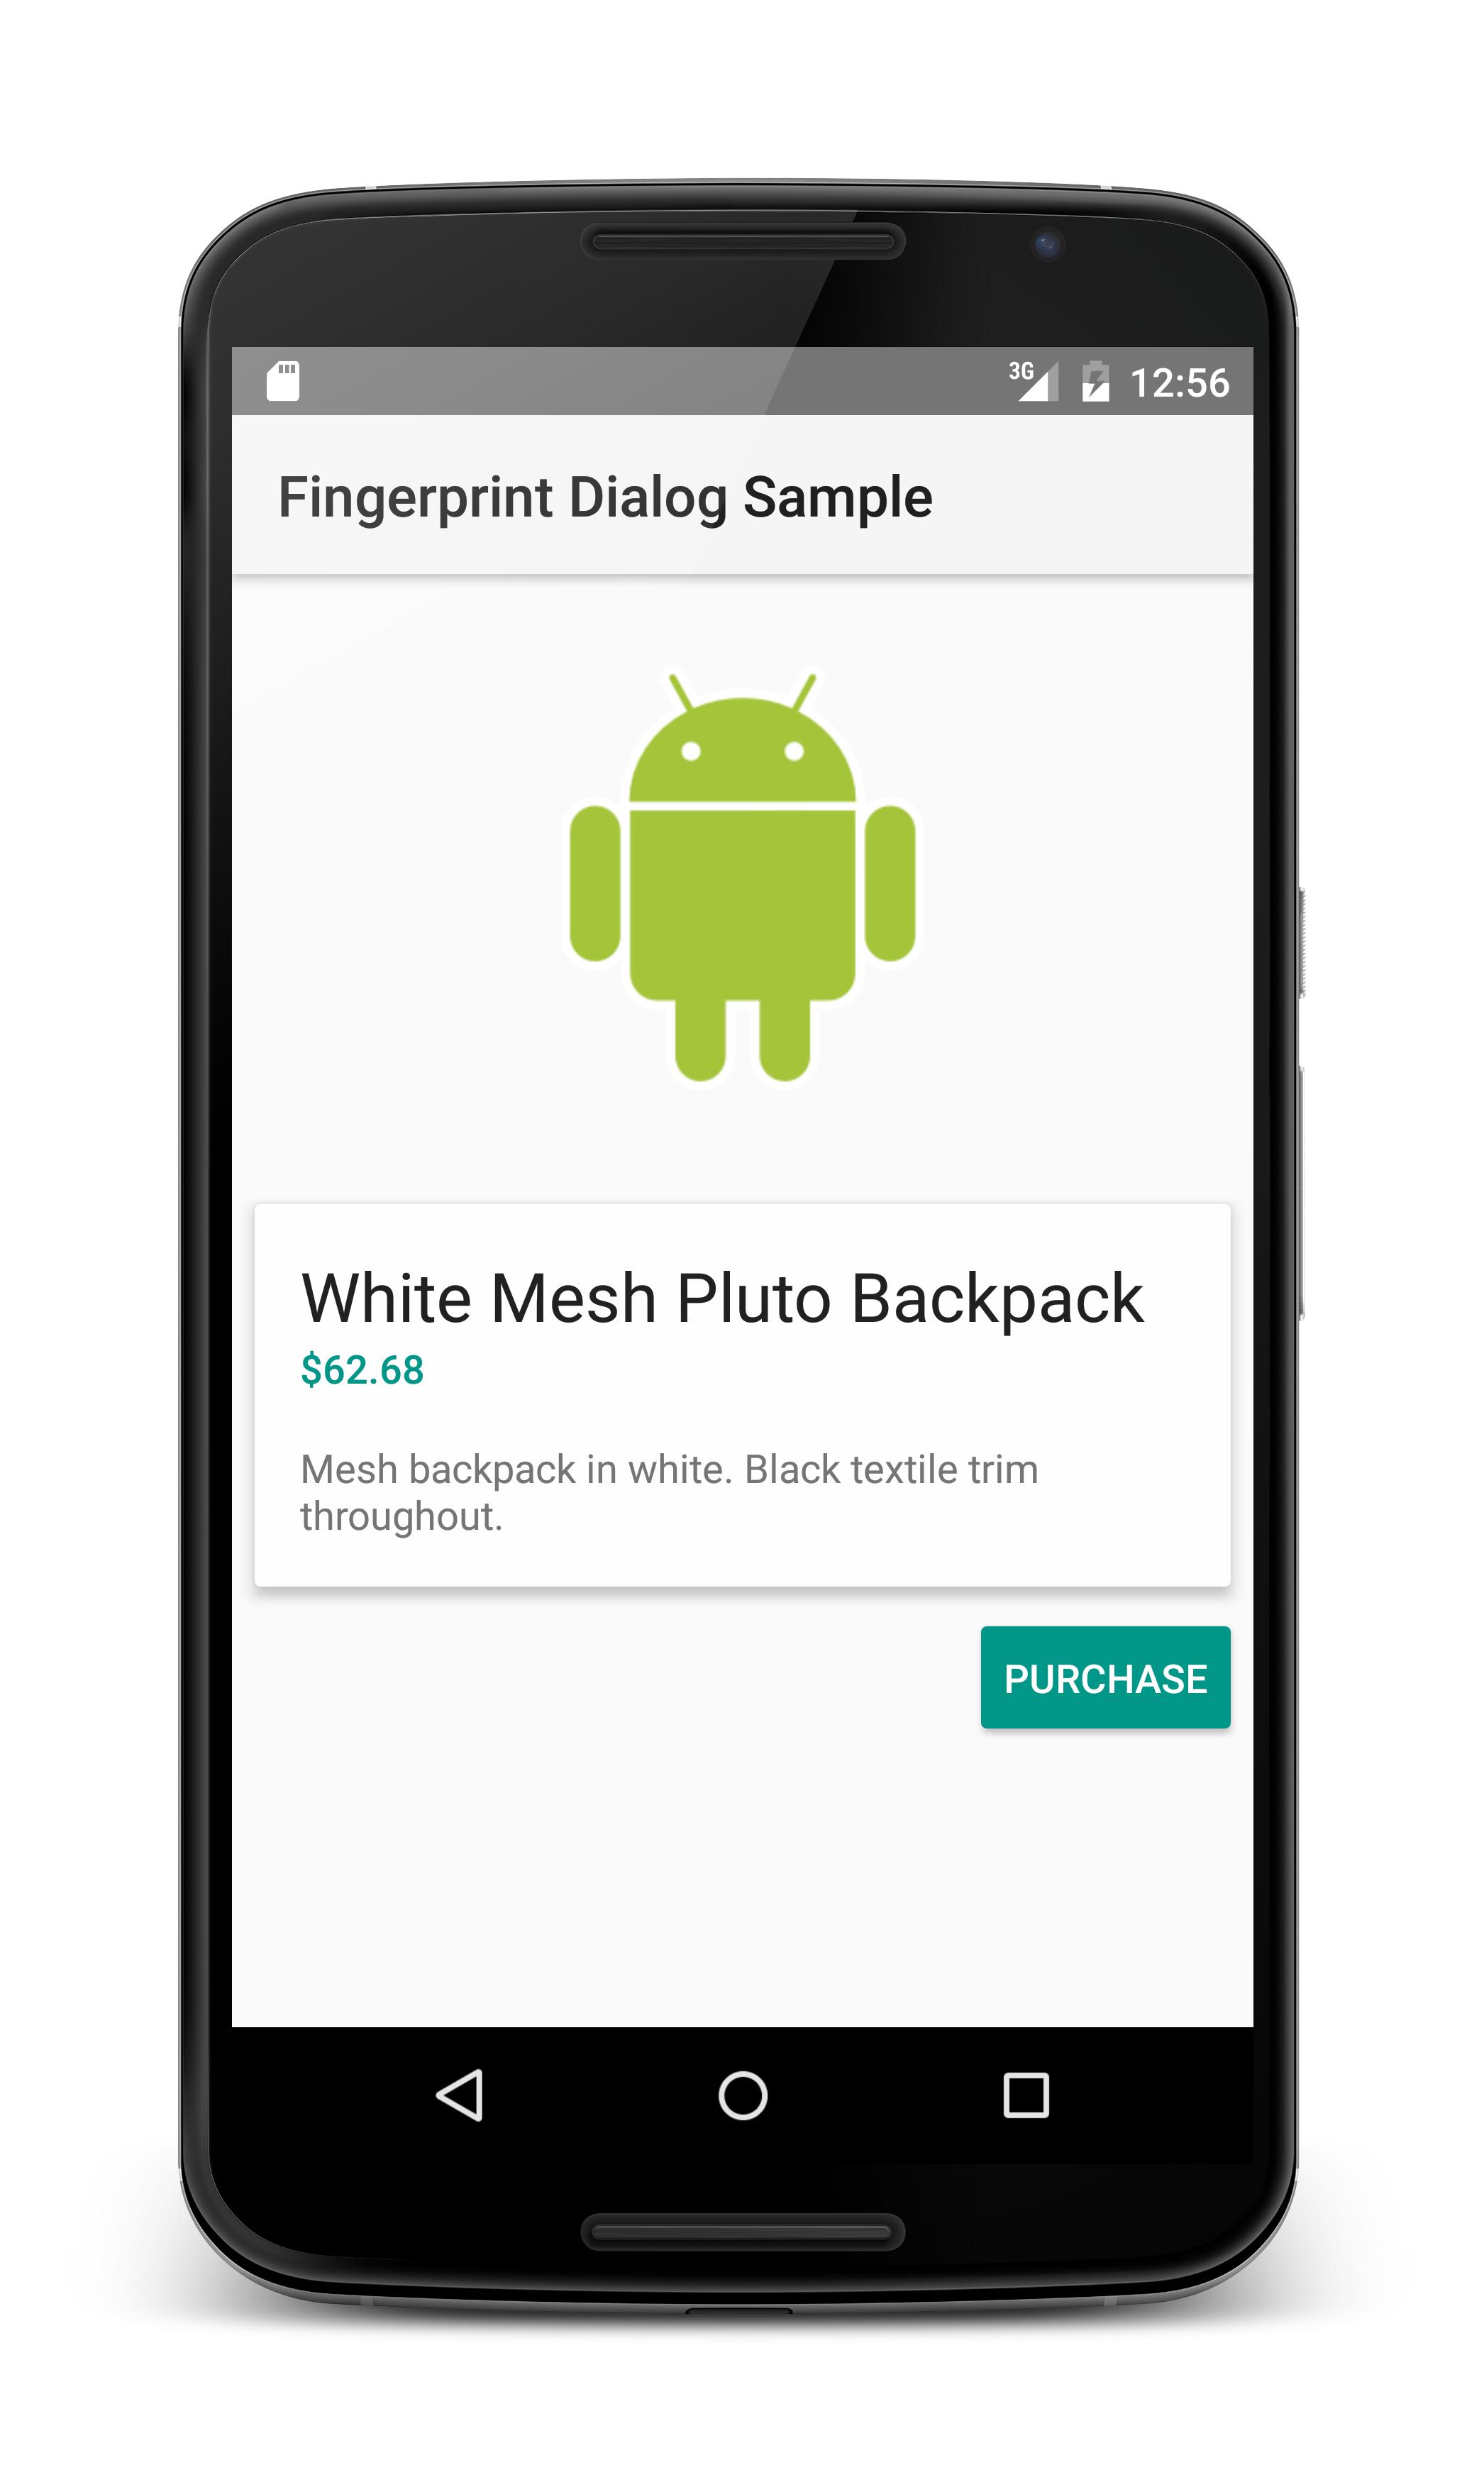 3G 12:56
Fingerprint Dialog Sample
White Mesh Pluto Backpack
$62.68
Mesh backpack in white. Black textile trim
throughout.
PURCHASE